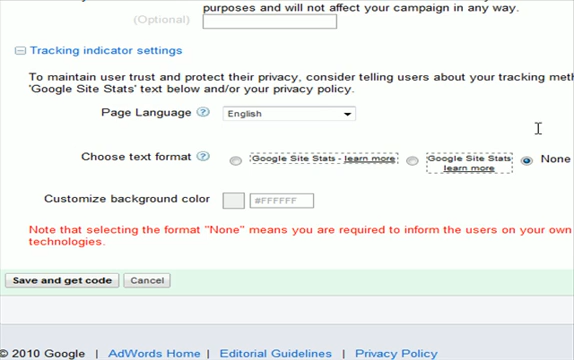 purposes and will not affect your campaign in any way.
(Optional)
Tracking indicator settings
To maintain user trust and protect their privacy, consider telling users about your tracking
'Google Site Stats' text below and/or your privacy policy.
Page Language ? English
Choose text format ? Google Site Stats - learn more Google Site Stats learn more None
Customize background color #FFFFFF
Note that selecting the format "None" means you are required to inform the users on your own
technologies.
Save and get code Cancel
© 2010 Google | AdWords Home | Editorial Guidelines | Privacy Policy